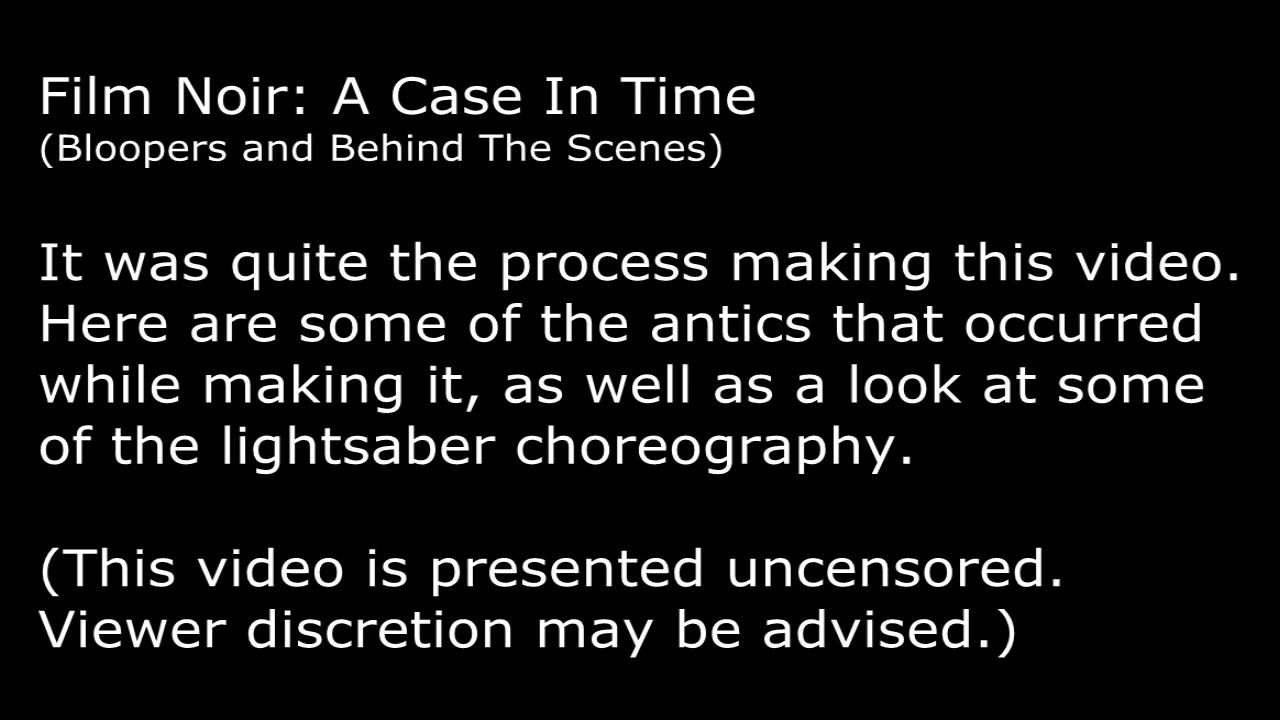 Film Noir: A Case In Time
(Bloopers and Behind The Scenes)
It was quite the process making this video.
Here are some of the antics that occurred
while making it, as well as a look at some
of the lightsaber choreography.
(This video is presented uncensored.
Viewer discretion may be advised.)